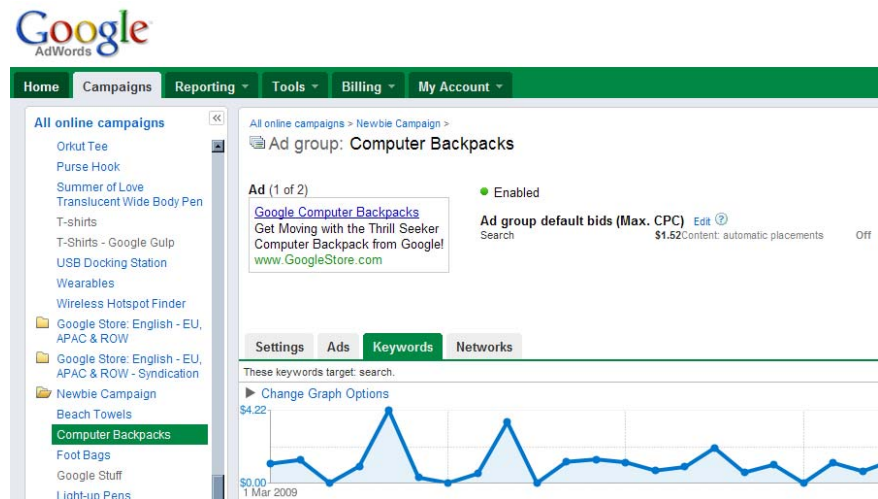 Google
AdWords
Home Campaigns Reporting Tools Billing My Account
All online campaigns
Orkut Tee
Purse Hook
Summer of Love
Translucent Wide Body Pen
T-shirts
T-Shirts - Google Gulp
USB Docking Station
Wearables
Wireless Hotspot Finder
Google Store: English - EU,
APAC & ROW
Google Store: English - EU,
APAC & ROW - Syndication
Newbie Campaign
Beach Towels
Computer Backpacks
Foot Bags
Google Stuff
Light-up Pens
All online campaigns > Newbie Campaign >
Ad group: Computer Backpacks
Ad (1 of 2)
Google Computer Backpacks
Get Moving with the Thrill Seeker
Computer Backpack from Google!
www.GoogleStore.com
Enabled
Ad group default bids (Max. CPC) Edit ?
Search $1.52 Content: automatic placements Off
Settings Ads Keywords Networks
These keywords target: search.
Change Graph Options
$4.22
$0.00
1 Mar 2009